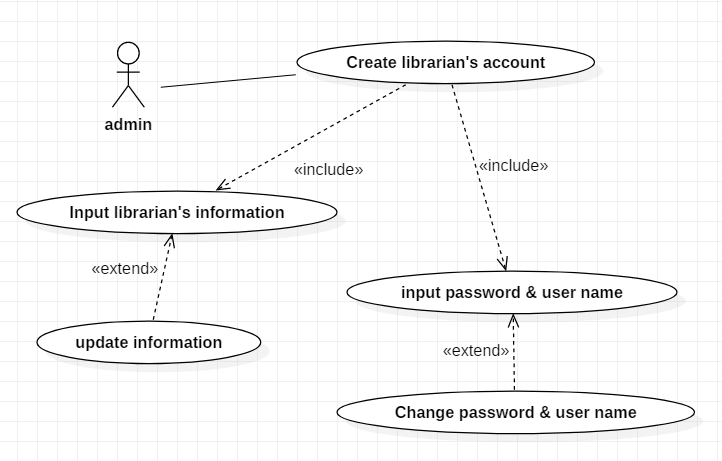 Create librarian's account
admin
«include»
«include»
Input librarian's information
«extend»
input password & user name
update information
«extend»
Change password & user name